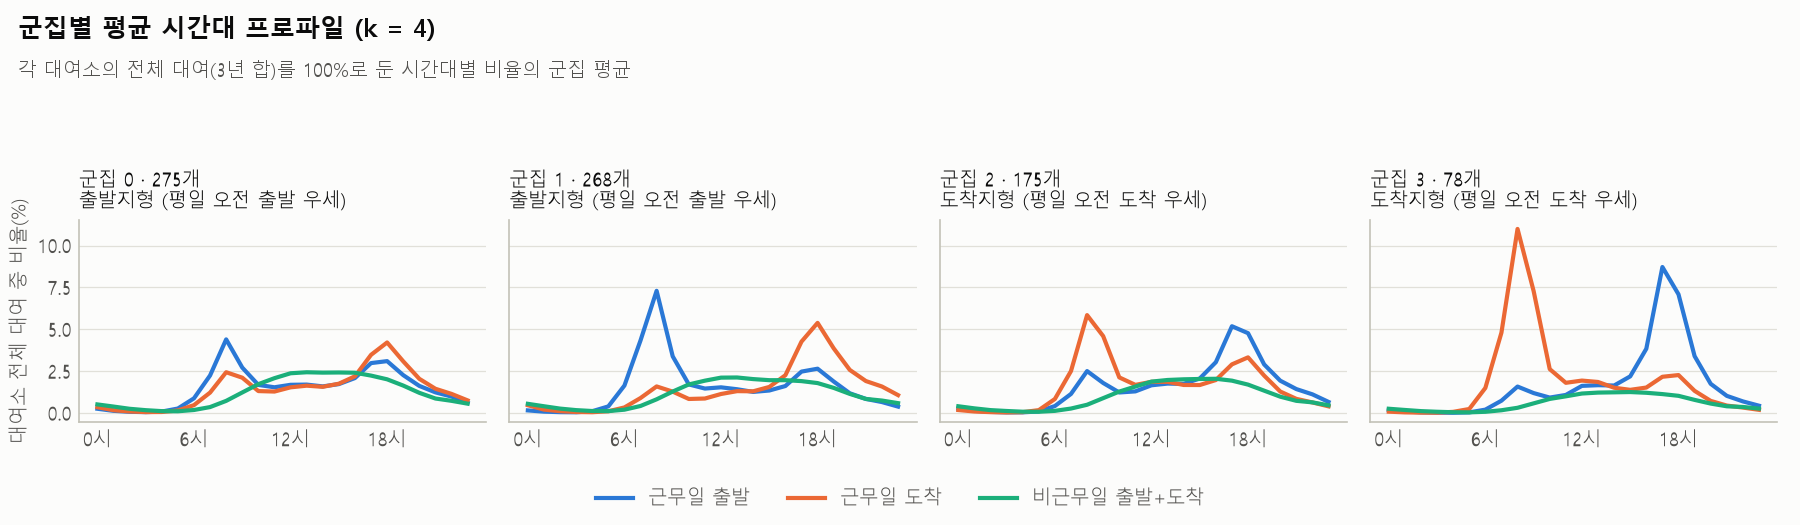 군집별 평균 시간대 프로파일 (k = 4)
각 대여소의 전체 대여(3년 합)를 100%로 둔 시간대별 비율의 군집 평균
군집 0 · 275개
출발지형 (평일 오전 출발 우세)
군집 1 · 268개
출발지형 (평일 오전 출발 우세)
군집 2 · 175개
도착지형 (평일 오전 도착 우세)
군집 3 · 78개
도착지형 (평일 오전 도착 우세)
대여소 전체 대여 중 비율(%)
10.0
7.5
5.0
2.5
0.0
0시 6시 12시 18시
0시 6시 12시 18시
0시 6시 12시 18시
0시 6시 12시 18시
근무일 출발 근무일 도착 비근무일 출발+도착